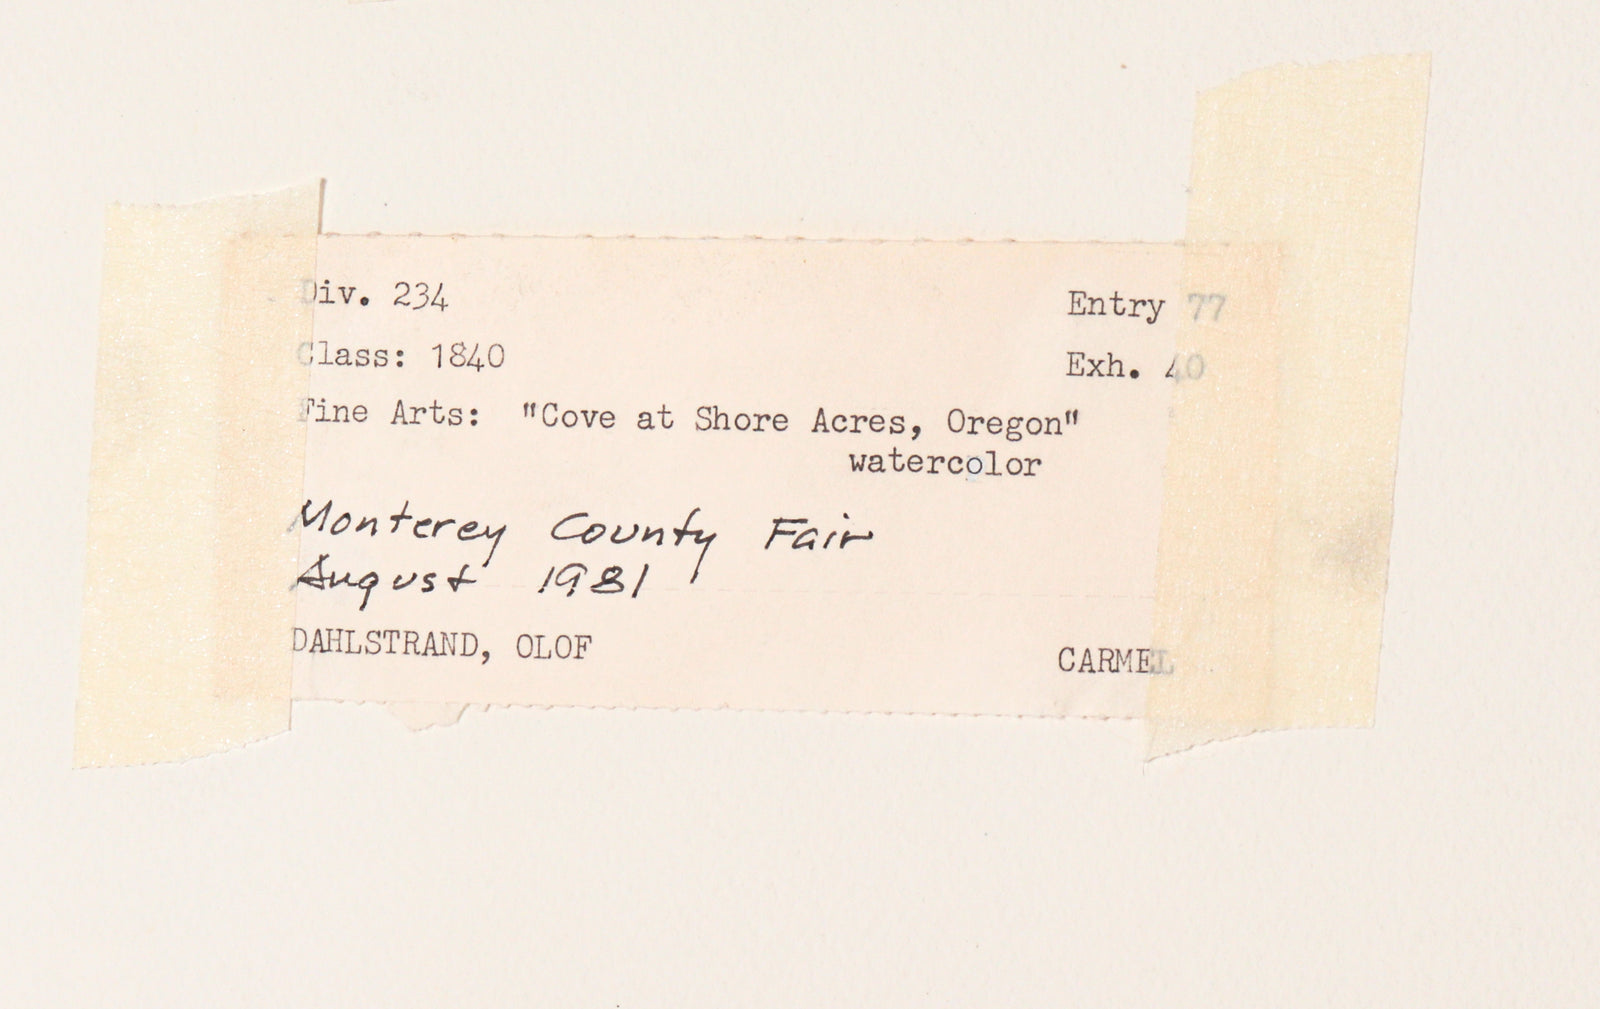 Div. 234 Entry 77
Class: 1840 Exh. 40
Fine Arts: "Cove at Shore Acres, Oregon"
watercolor
Monterey County Fair
August 1981
DAHLSTRAND, OLOF CARMEL